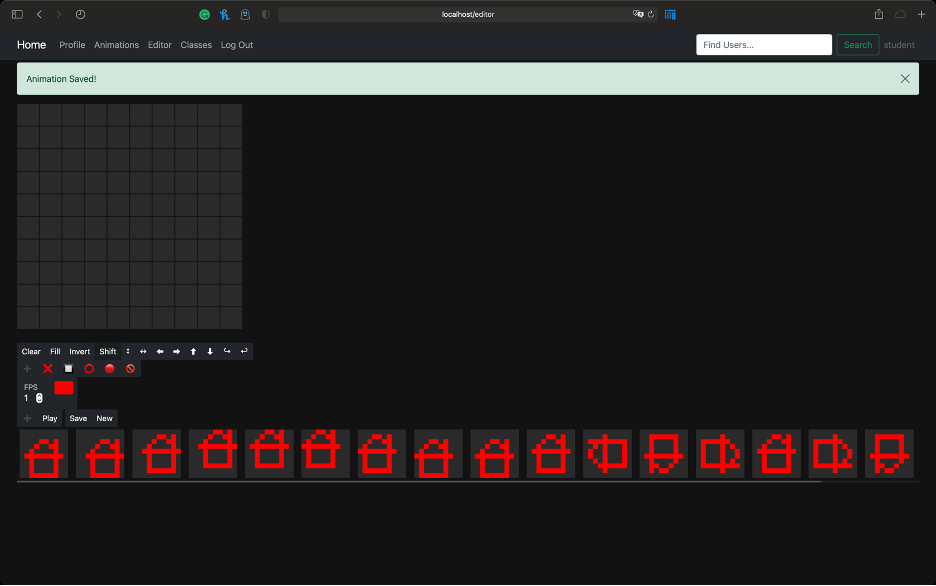 localhost/editor
Home Profile Animations Editor Classes Log Out Find Users... Search student
Animation Saved!
Clear Fill Invert Shift
FPS
1
Play Save New